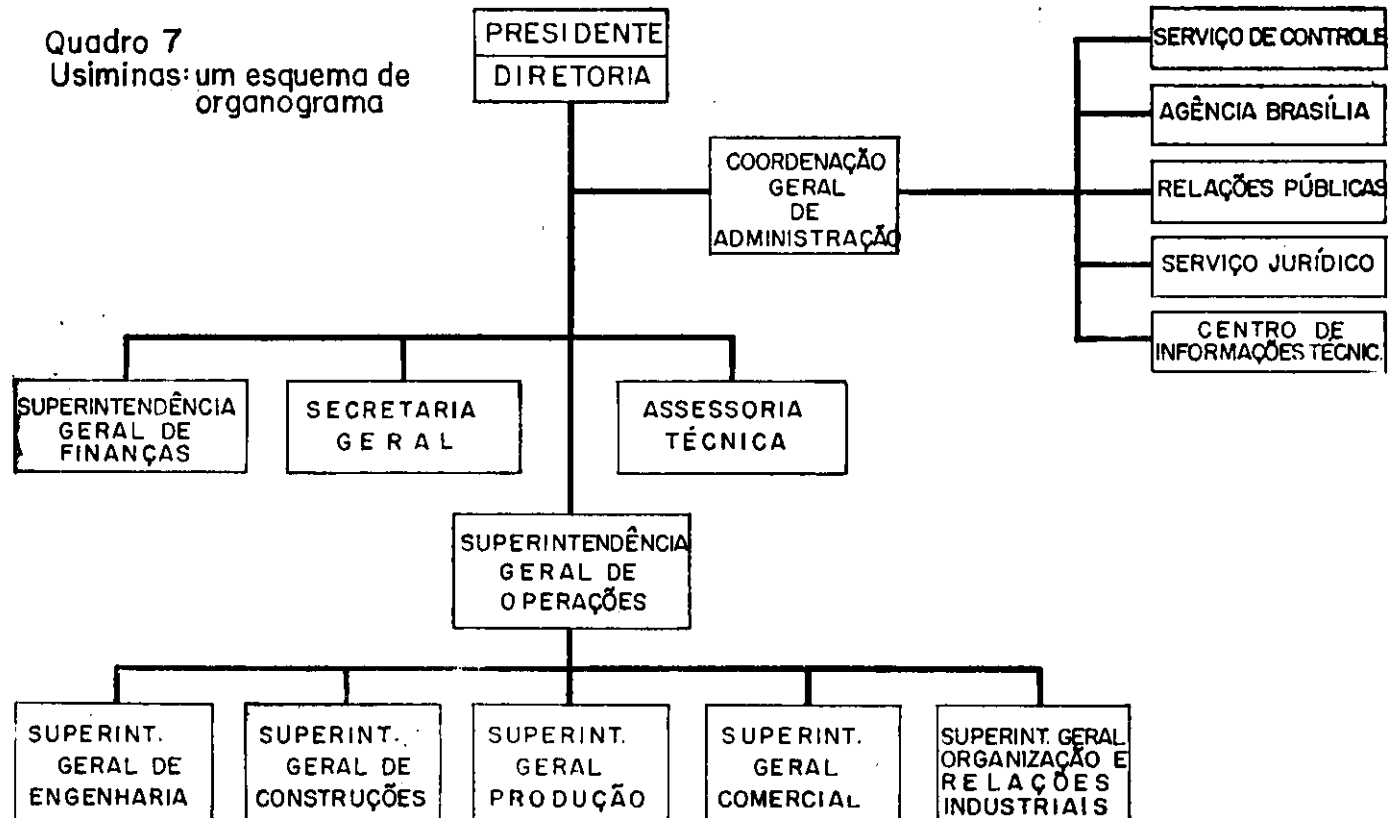 Quadro 7
Usiminas: um esquema de
organograma
PRESIDENTE
DIRETORIA
COORDENAÇÃO
GERAL
DE
ADMINISTRAÇÃO
SERVIÇO DE CONTROLE
AGÊNCIA BRASÍLIA
RELAÇÕES PÚBLICAS
SERVIÇO JURÍDICO
CENTRO DE
INFORMAÇÕES TÉCNIC.
SUPERINTENDÊNCIA
GERAL DE
FINANÇAS
SECRETARIA
GERAL
ASSESSORIA
TÉCNICA
SUPERINTENDÊNCIA
GERAL DE
OPERAÇÕES
SUPERINT.
GERAL DE
ENGENHARIA
SUPERINT.
GERAL DE
CONSTRUÇÕES
SUPERINT.
GERAL
PRODUÇÃO
SUPERINT.
GERAL
COMERCIAL
SUPERINT. GERAL
ORGANIZAÇÃO E
RELAÇÕES
INDUSTRIAIS